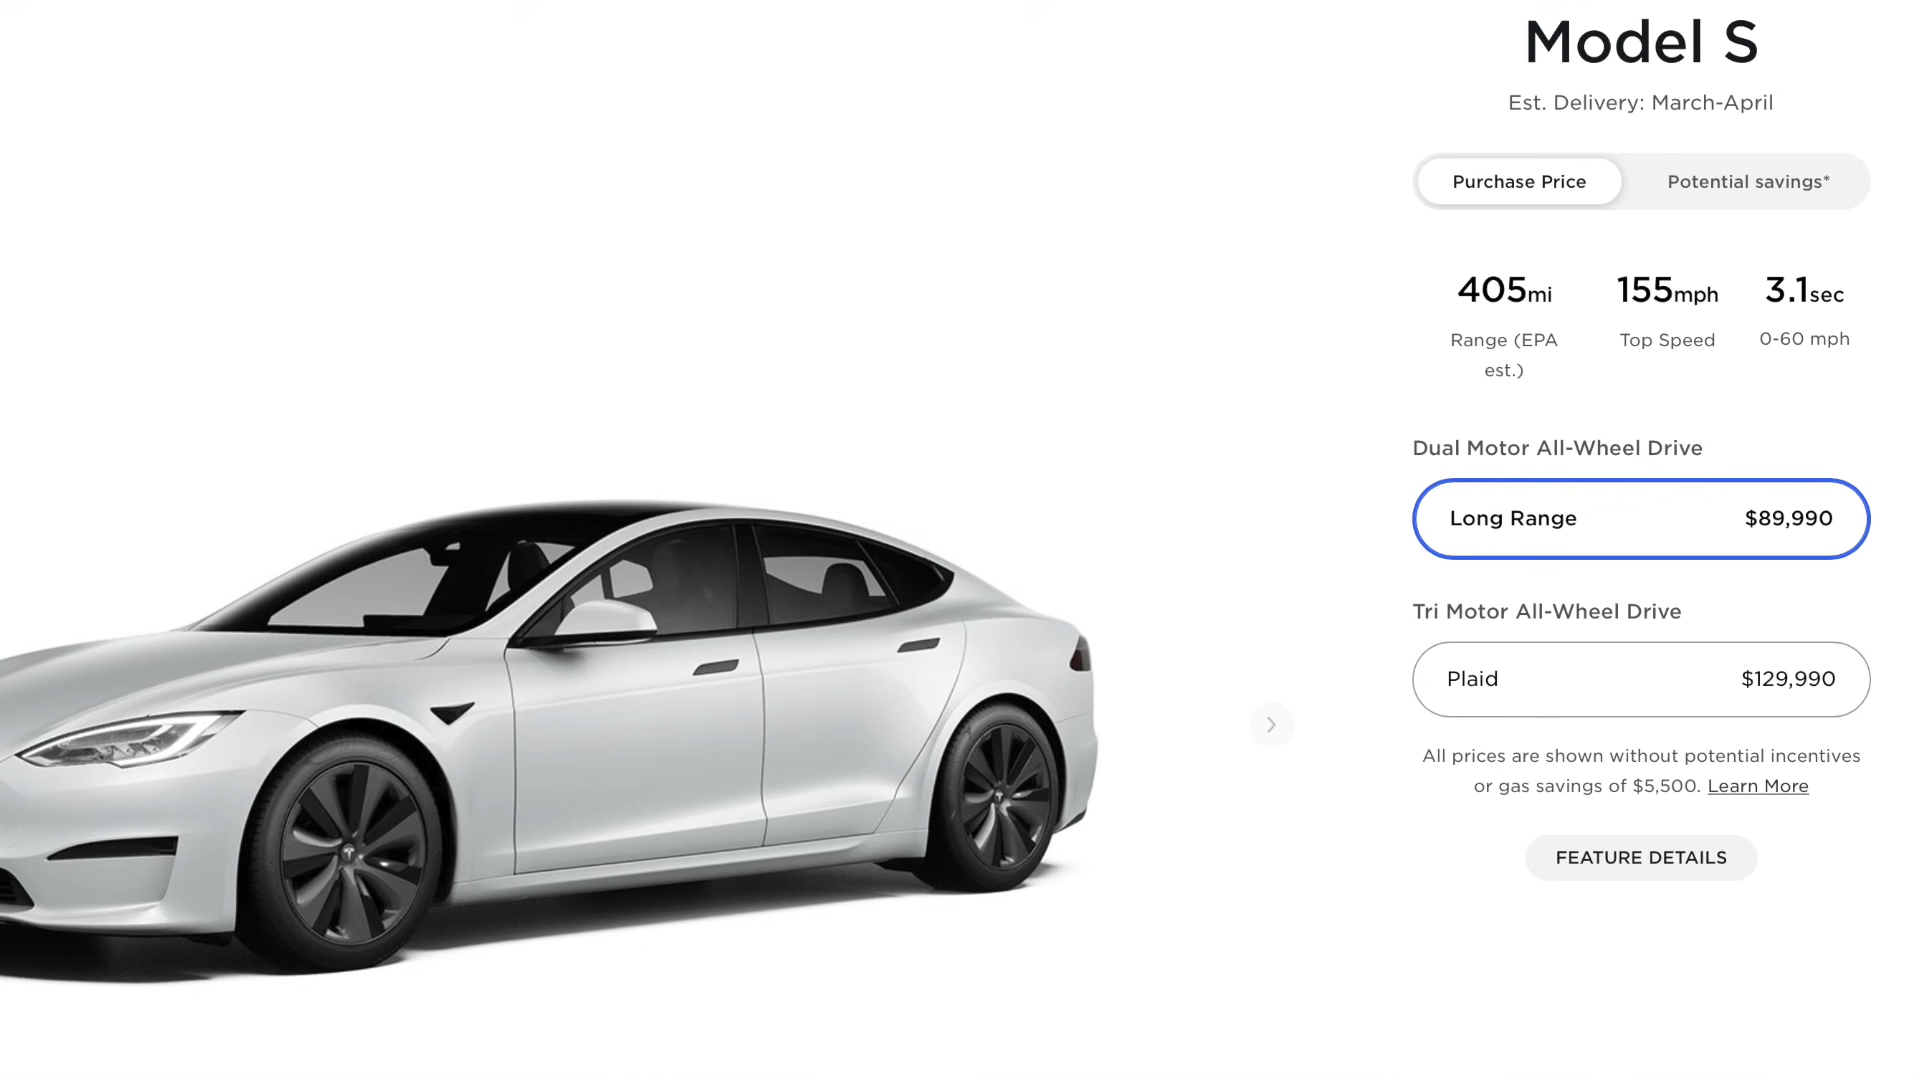 Model S
Est. Delivery: March-April
Purchase Price
Potential savings*
405mi
155mph
3.1sec
Range (EPA
est.)
Top Speed
0-60 mph
Dual Motor All-Wheel Drive
Long Range $89,990
Tri Motor All-Wheel Drive
Plaid $129,990
All prices are shown without potential incentives
or gas savings of $5,500. Learn More
FEATURE DETAILS